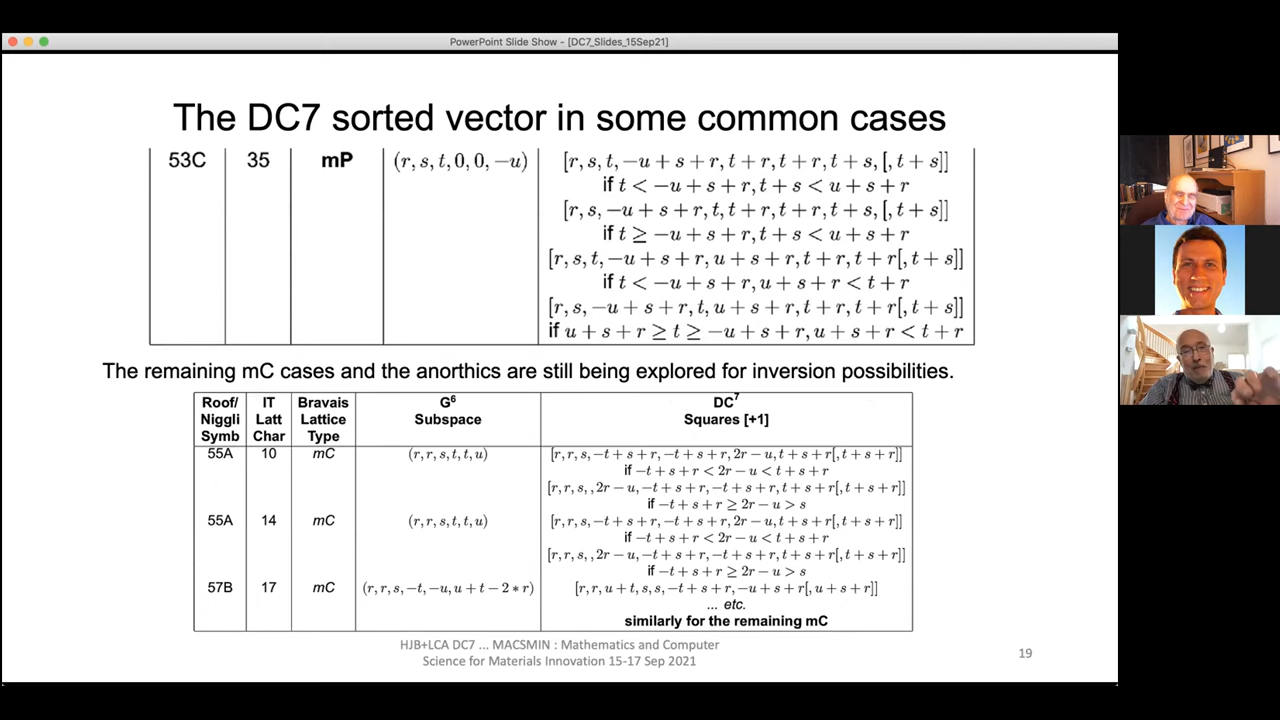 PowerPoint Slide Show - [DC7_Slides_15Sep21]
The DC7 sorted vector in some common cases
53C 35 mP (r, s, t, 0, 0, −u) [r, s, t, −u + s + r, t + r, t + r, t + s, [, t + s]]
if t < −u + s + r, t + s < u + s + r
[r, s, −u + s + r, t, t + r, t + r, t + s, [, t + s]]
if t ≥ −u + s + r, t + s < u + s + r
[r, s, t, −u + s + r, u + s + r, t + r, t + r[, t + s]]
if t < −u + s + r, u + s + r < t + r
[r, s, −u + s + r, t, u + s + r, t + r, t + r[, t + s]]
if u + s + r ≥ t ≥ −u + s + r, u + s + r < t + r
The remaining mC cases and the anorthics are still being explored for inversion possibilities.
Roof/ IT Bravais G⁶ DC⁷
Niggli Latt Lattice Subspace Squares [+1]
Symb Char Type
55A 10 mC (r, r, s, t, t, u) [r, r, s, −t + s + r, −t + s + r, 2r − u, t + s + r[, t + s + r]]
if −t + s + r < 2r − u < t + s + r
[r, r, s, , 2r − u, −t + s + r, −t + s + r, t + s + r[, t + s + r]]
if −t + s + r ≥ 2r − u > s
55A 14 mC (r, r, s, t, t, u) [r, r, s, −t + s + r, −t + s + r, 2r − u, t + s + r[, t + s + r]]
if −t + s + r < 2r − u < t + s + r
[r, r, s, , 2r − u, −t + s + r, −t + s + r, t + s + r[, t + s + r]]
if −t + s + r ≥ 2r − u > s
57B 17 mC (r, r, s, −t, −u, u + t − 2 * r) [r, r, u + t, s, s, −t + s + r, −u + s + r[, u + s + r]]
... etc.
similarly for the remaining mC
HJB+LCA DC7 ... MACSMIN : Mathematics and Computer
Science for Materials Innovation 15-17 Sep 2021
19